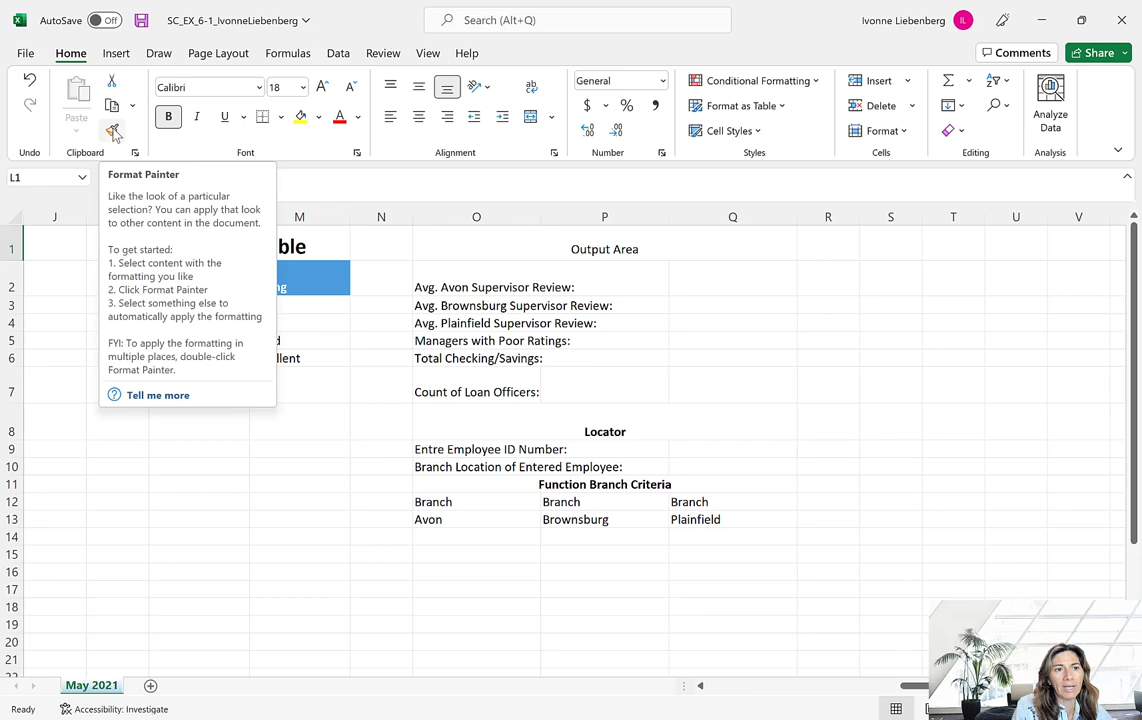 AutoSave Off SC_EX_6-1_IvonneLiebenberg Search (Alt+Q) Ivonne Liebenberg IL
File Home Insert Draw Page Layout Formulas Data Review View Help Comments Share
Paste
Calibri 18
B I U A
General
$ % 9
Conditional Formatting
Format as Table
Cell Styles
Insert
Delete
Format
Analyze
Data
Undo Clipboard Font Alignment Number Styles Cells Editing Analysis
L1
Format Painter
Like the look of a particular
selection? You can apply that look
to other content in the document.
To get started:
1. Select content with the
formatting you like
2. Click Format Painter
3. Select something else to
automatically apply the formatting
FYI: To apply the formatting in
multiple places, double-click
Format Painter.
Tell me more
J M N O P Q R S T U V
1 ble Output Area
2 ng Avg. Avon Supervisor Review:
3 Avg. Brownsburg Supervisor Review:
4 Avg. Plainfield Supervisor Review:
5 d Managers with Poor Ratings:
6 llent Total Checking/Savings:
7 Count of Loan Officers:
8 Locator
9 Entre Employee ID Number:
10 Branch Location of Entered Employee:
11 Function Branch Criteria
12 Branch Branch Branch
13 Avon Brownsburg Plainfield
14
15
16
17
18
19
20
21
May 2021
Ready Accessibility: Investigate